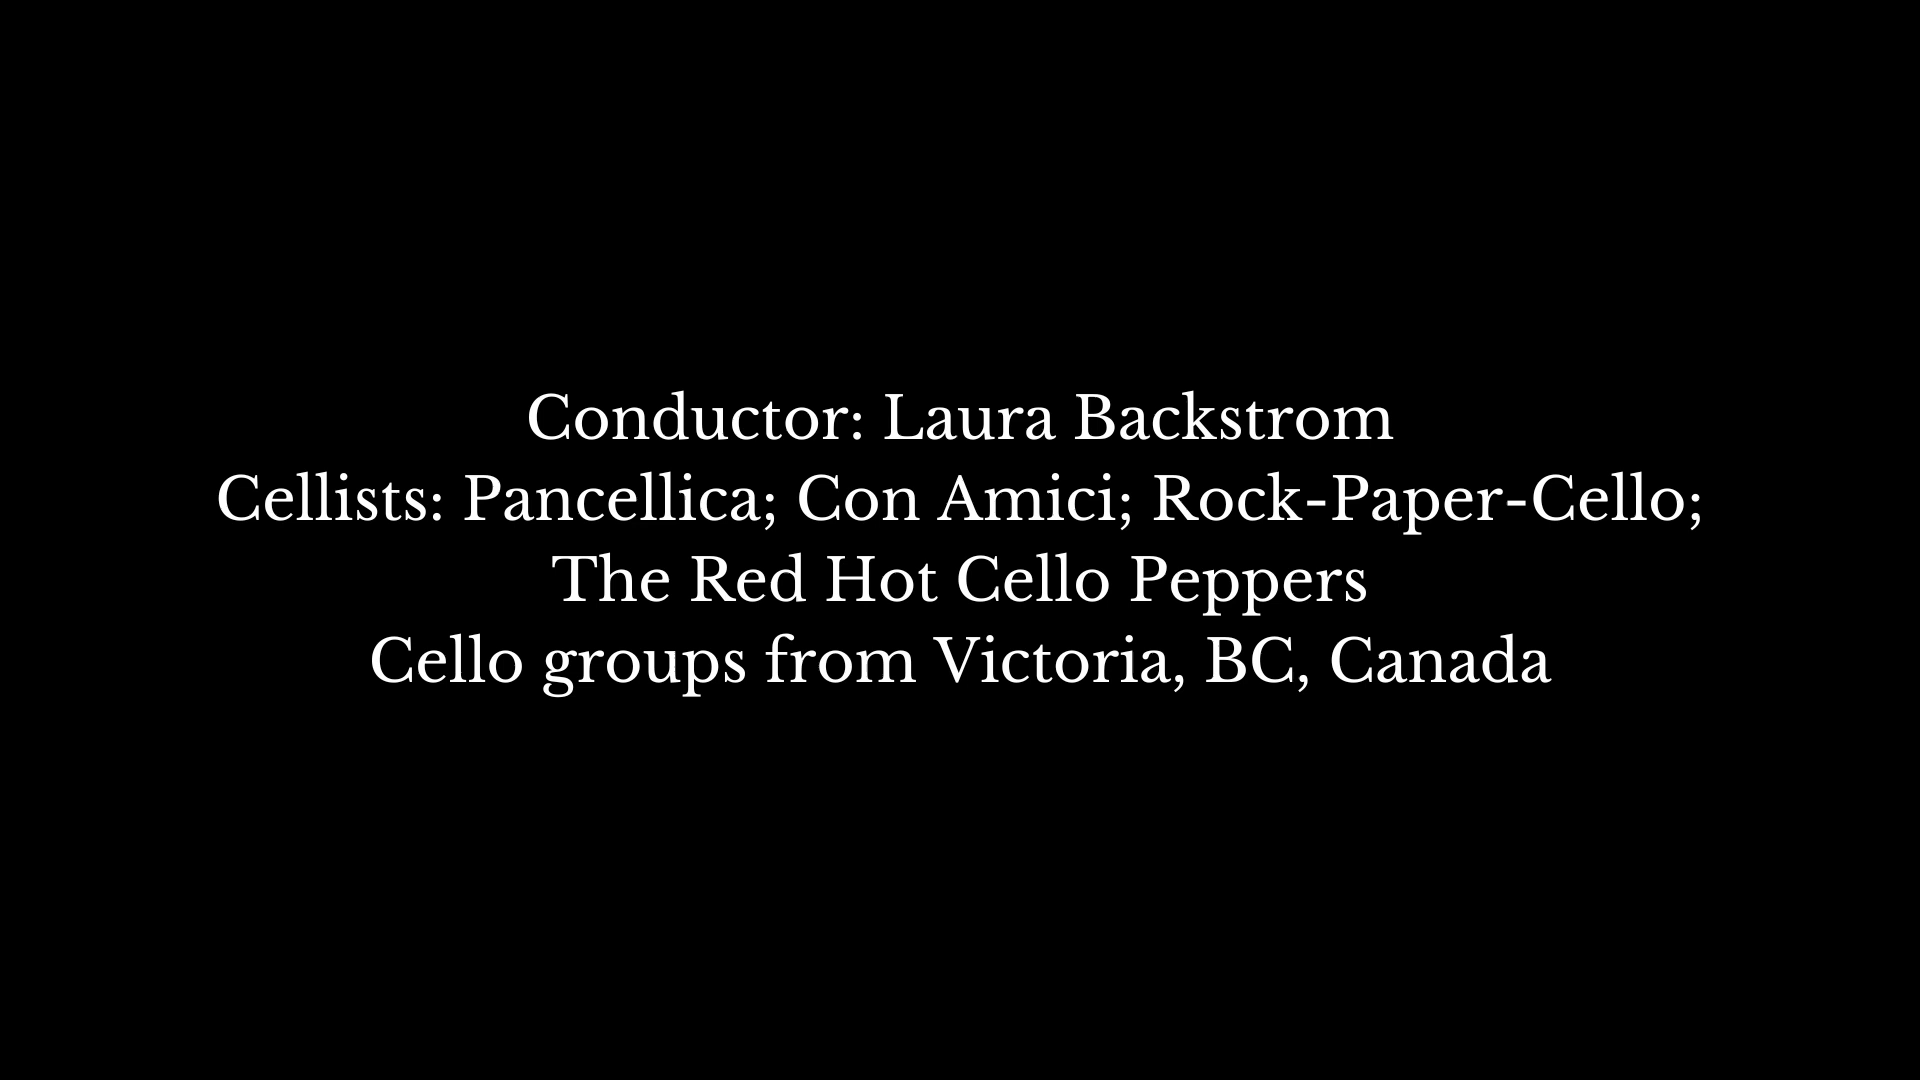 Conductor: Laura Backstrom
Cellists: Pancellica; Con Amici; Rock-Paper-Cello;
The Red Hot Cello Peppers
Cello groups from Victoria, BC, Canada